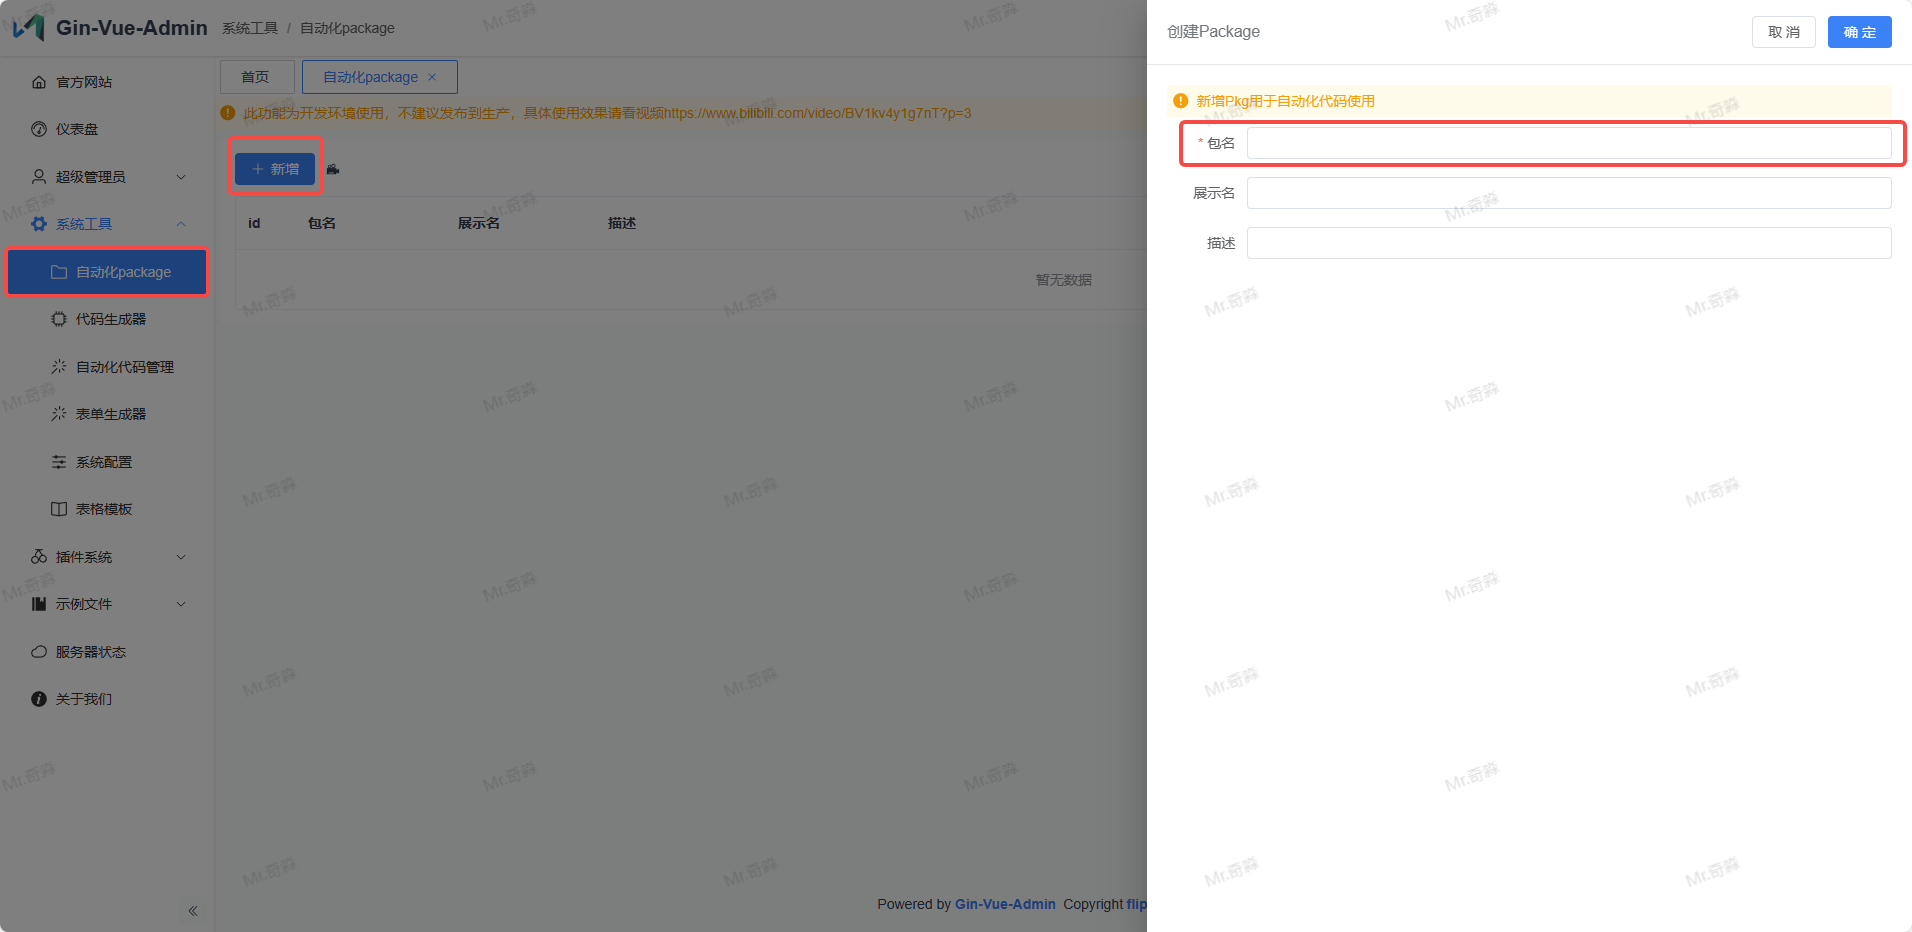 Gin-Vue-Admin
系统工具 / 自动化package
官方网站
仪表盘
超级管理员
系统工具
自动化package
代码生成器
自动化代码管理
表单生成器
系统配置
表格模板
插件系统
示例文件
服务器状态
关于我们
首页
自动化package
此功能为开发环境使用，不建议发布到生产，具体使用效果请看视频https://www.bilibili.com/video/BV1kv4y1g7nT?p=3
新增
id 包名 展示名 描述
暂无数据
Powered by Gin-Vue-Admin Copyright flip
创建Package
取 消
确 定
新增Pkg用于自动化代码使用
* 包名
展示名
描述
Mr.奇淼